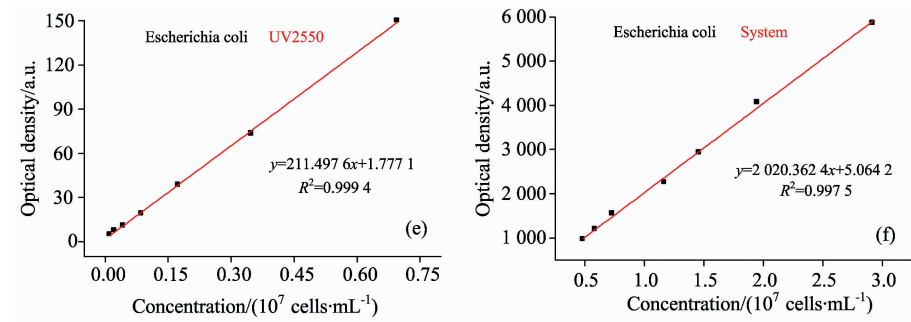 Escherichia coli UV2550
Optical density/a.u.
150
120
90
60
30
0
y=211.497 6x+1.777 1
R²=0.999 4
(e)
0.00 0.15 0.30 0.45 0.60 0.75
Concentration/(10⁷ cells·mL⁻¹)
Escherichia coli System
Optical density/a.u.
6 000
5 000
4 000
3 000
2 000
1 000
y=2 020.362 4x+5.064 2
R²=0.997 5
(f)
0.5 1.0 1.5 2.0 2.5 3.0
Concentration/(10⁷ cells·mL⁻¹)